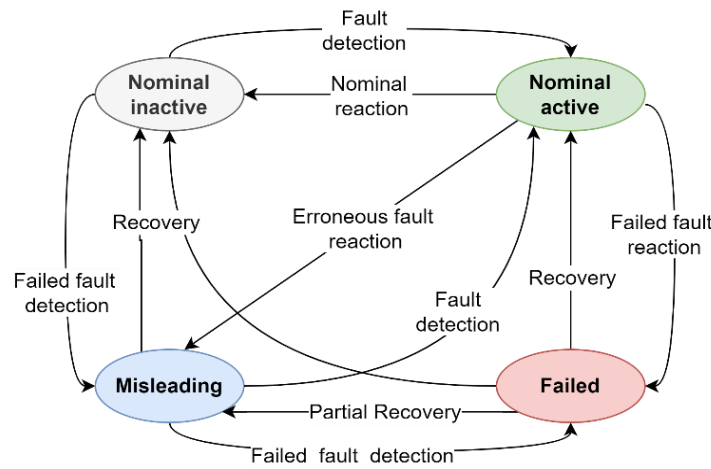 Fault
detection
Nominal
inactive
Nominal
reaction
Nominal
active
Recovery
Erroneous fault
reaction
Failed fault
reaction
Failed fault
detection
Fault
detection
Recovery
Misleading
Partial Recovery
Failed
Failed fault detection